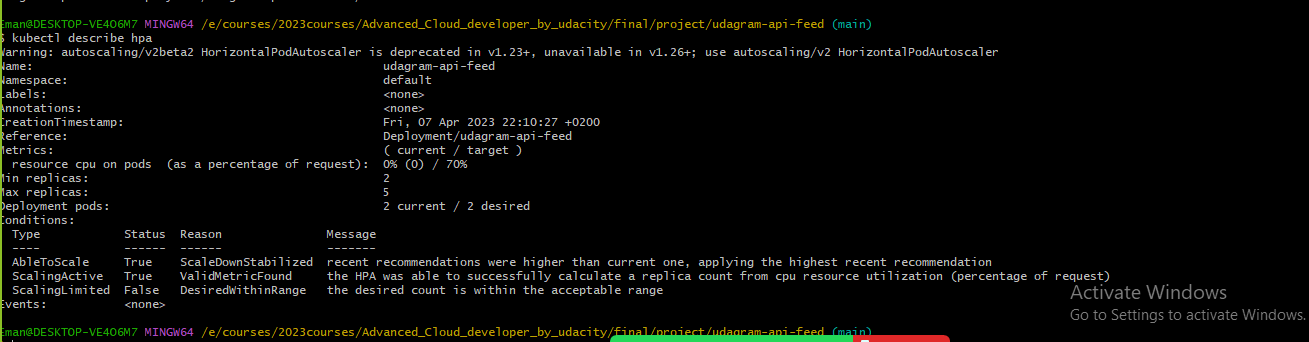 Eman@DESKTOP-VE4O6M7 MINGW64 /e/courses/2023courses/Advanced_Cloud_developer_by_udacity/final/project/udagram-api-feed (main)
$ kubectl describe hpa
Warning: autoscaling/v2beta2 HorizontalPodAutoscaler is deprecated in v1.23+, unavailable in v1.26+; use autoscaling/v2 HorizontalPodAutoscaler
Name: udagram-api-feed
Namespace: default
Labels: <none>
Annotations: <none>
CreationTimestamp: Fri, 07 Apr 2023 22:10:27 +0200
Reference: Deployment/udagram-api-feed
Metrics: ( current / target )
resource cpu on pods (as a percentage of request): 0% (0) / 70%
Min replicas: 2
Max replicas: 5
Deployment pods: 2 current / 2 desired
Conditions:
Type Status Reason Message
---- ------ ------ -------
AbleToScale True ScaleDownStabilized recent recommendations were higher than current one, applying the highest recent recommendation
ScalingActive True ValidMetricFound the HPA was able to successfully calculate a replica count from cpu resource utilization (percentage of request)
ScalingLimited False DesiredWithinRange the desired count is within the acceptable range
Events: <none>
Eman@DESKTOP-VE4O6M7 MINGW64 /e/courses/2023courses/Advanced_Cloud_developer_by_udacity/final/project/udagram-api-feed (main)
Activate Windows
Go to Settings to activate Windows.